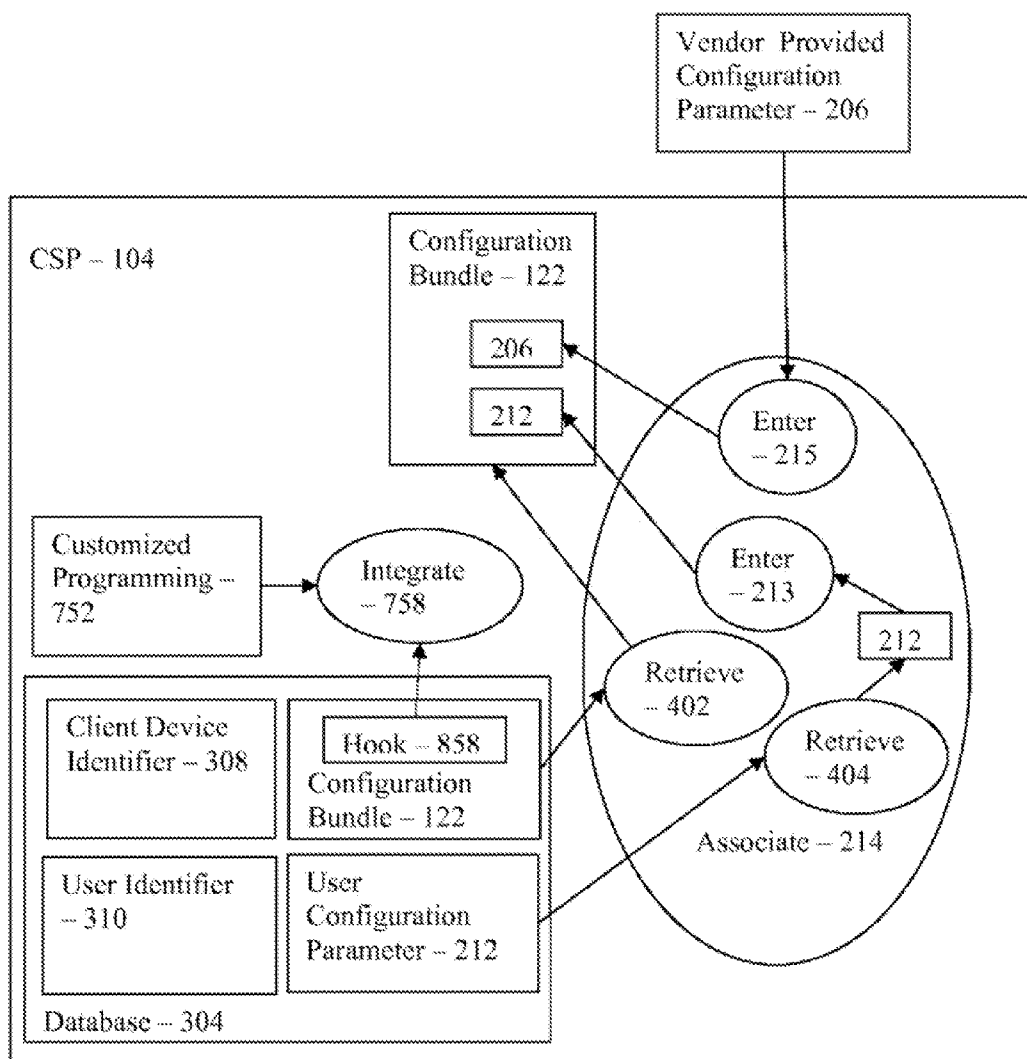 Vendor Provided
Configuration
Parameter – 206
CSP – 104
Configuration
Bundle – 122
206
212
Enter
– 215
Enter
– 213
212
Customized
Programming –
752
Integrate
– 758
Retrieve
– 402
Retrieve
– 404
Associate – 214
Client Device
Identifier – 308
Hook – 858
Configuration
Bundle – 122
User Identifier
– 310
User
Configuration
Parameter – 212
Database – 304